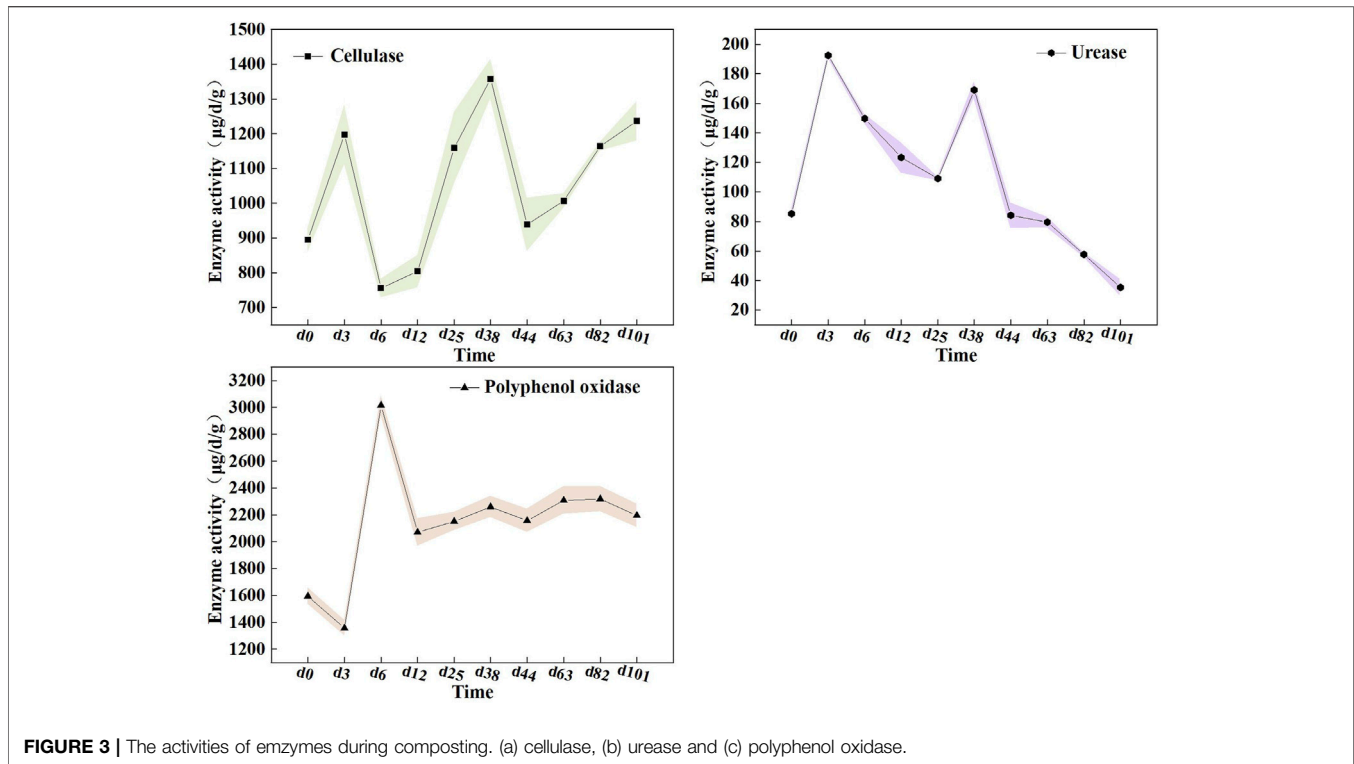 1500
1400
1300
1200
1100
1000
900
800
700
Enzyme activity（μg/d/g）
Cellulase
d0 d3 d6 d12 d25 d38 d44 d63 d82 d101
Time
200
180
160
140
120
100
80
60
40
20
Enzyme activity（μg/d/g）
Urease
d0 d3 d6 d12 d25 d38 d44 d63 d82 d101
Time
3200
3000
2800
2600
2400
2200
2000
1800
1600
1400
1200
Enzyme activity（μg/d/g）
Polyphenol oxidase
d0 d3 d6 d12 d25 d38 d44 d63 d82 d101
Time
FIGURE 3 | The activities of emzymes during composting. (a) cellulase, (b) urease and (c) polyphenol oxidase.